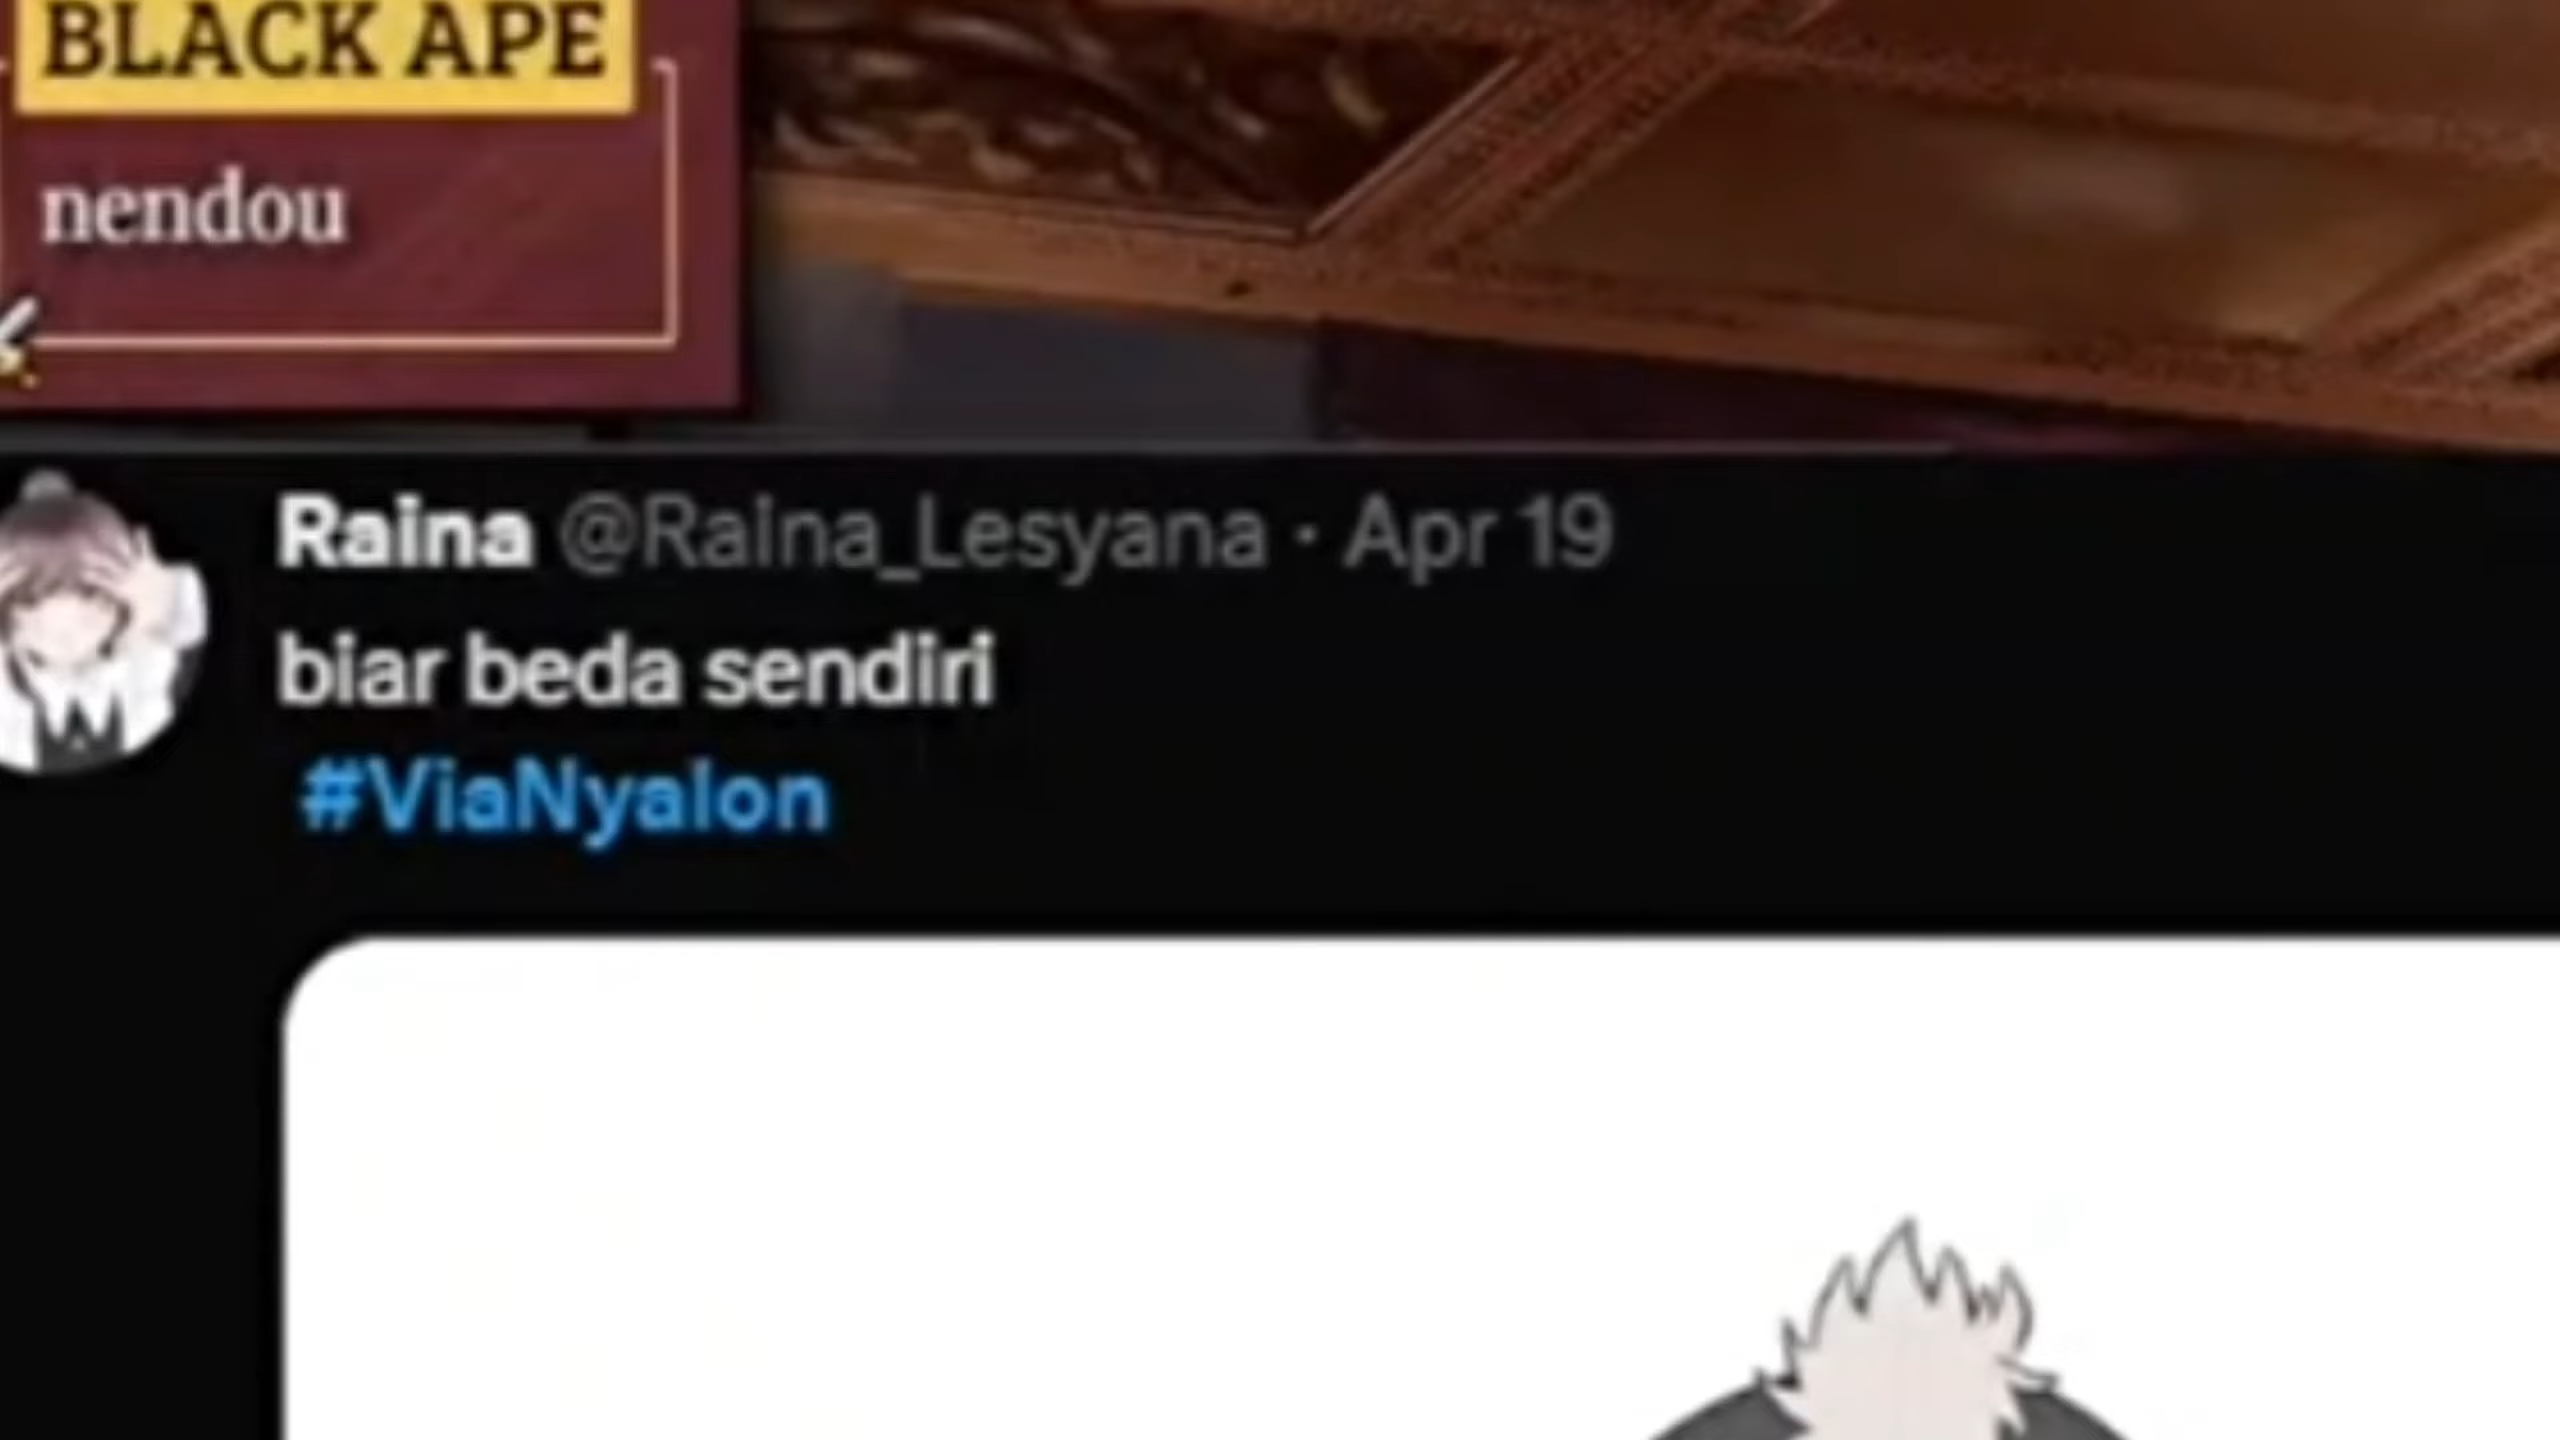 BLACK APE
nendou
Raina @Raina_Lesyana · Apr 19
biar beda sendiri
#ViaNyalon